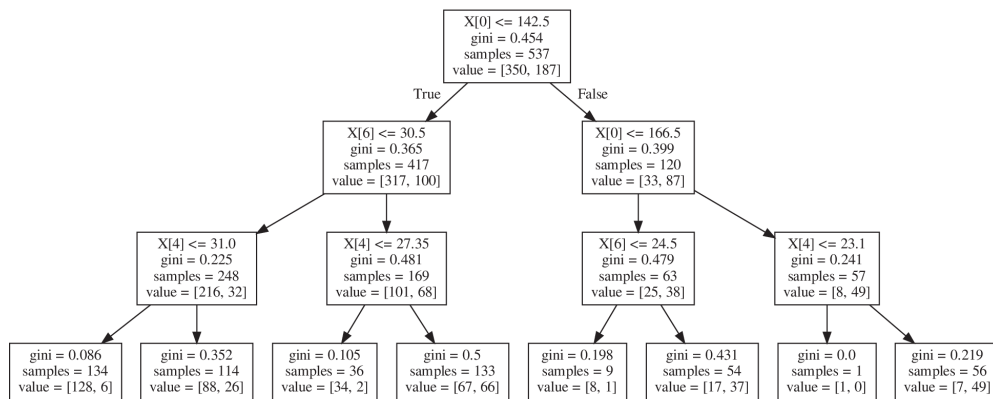 X[0] <= 142.5
gini = 0.454
samples = 537
value = [350, 187]
True
False
X[6] <= 30.5
gini = 0.365
samples = 417
value = [317, 100]
X[0] <= 166.5
gini = 0.399
samples = 120
value = [33, 87]
X[4] <= 31.0
gini = 0.225
samples = 248
value = [216, 32]
X[4] <= 27.35
gini = 0.481
samples = 169
value = [101, 68]
X[6] <= 24.5
gini = 0.479
samples = 63
value = [25, 38]
X[4] <= 23.1
gini = 0.241
samples = 57
value = [8, 49]
gini = 0.086
samples = 134
value = [128, 6]
gini = 0.352
samples = 114
value = [88, 26]
gini = 0.105
samples = 36
value = [34, 2]
gini = 0.5
samples = 133
value = [67, 66]
gini = 0.198
samples = 9
value = [8, 1]
gini = 0.431
samples = 54
value = [17, 37]
gini = 0.0
samples = 1
value = [1, 0]
gini = 0.219
samples = 56
value = [7, 49]